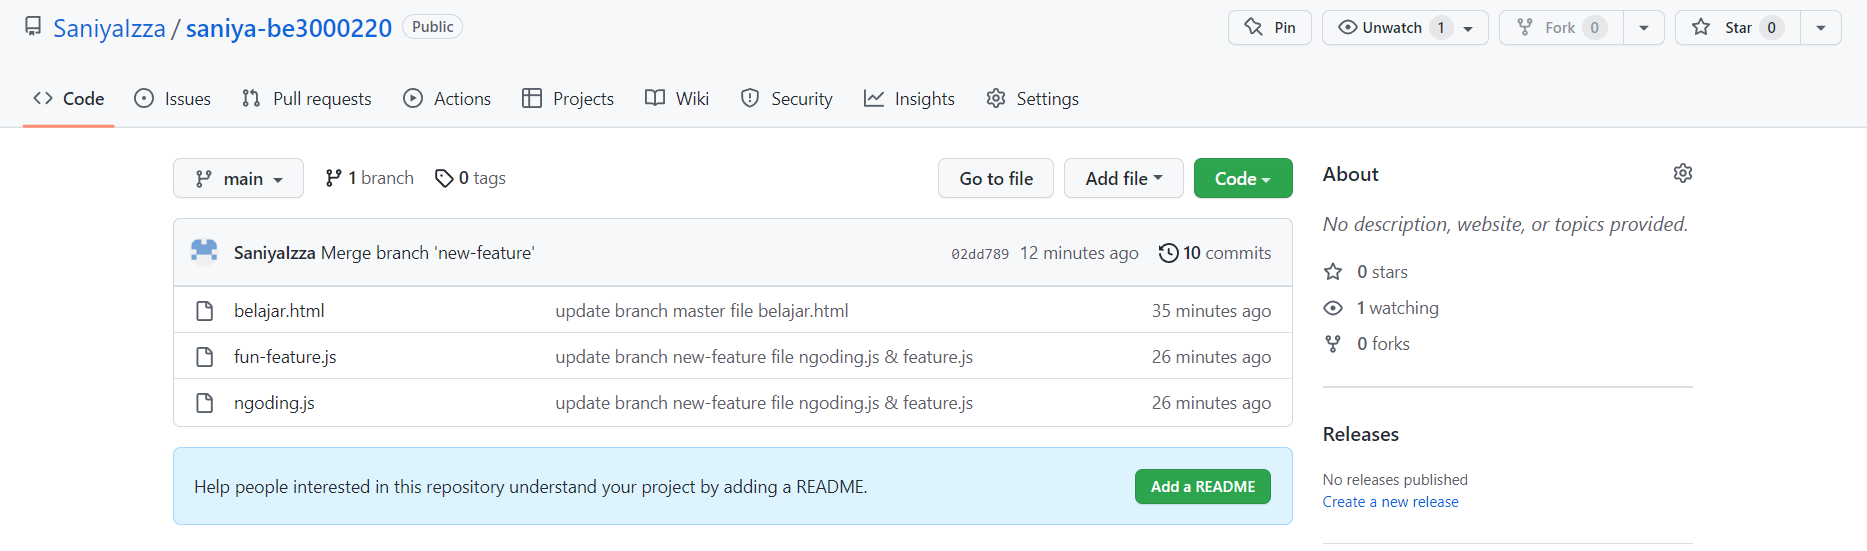 SaniyaIzza / saniya-be3000220 Public
Pin Unwatch 1 Fork 0 Star 0
Code Issues Pull requests Actions Projects Wiki Security Insights Settings
main 1 branch 0 tags Go to file Add file Code
SaniyaIzza Merge branch 'new-feature' 02dd789 12 minutes ago 10 commits
belajar.html update branch master file belajar.html 35 minutes ago
fun-feature.js update branch new-feature file ngoding.js & feature.js 26 minutes ago
ngoding.js update branch new-feature file ngoding.js & feature.js 26 minutes ago
Help people interested in this repository understand your project by adding a README. Add a README
About
No description, website, or topics provided.
0 stars
1 watching
0 forks
Releases
No releases published
Create a new release